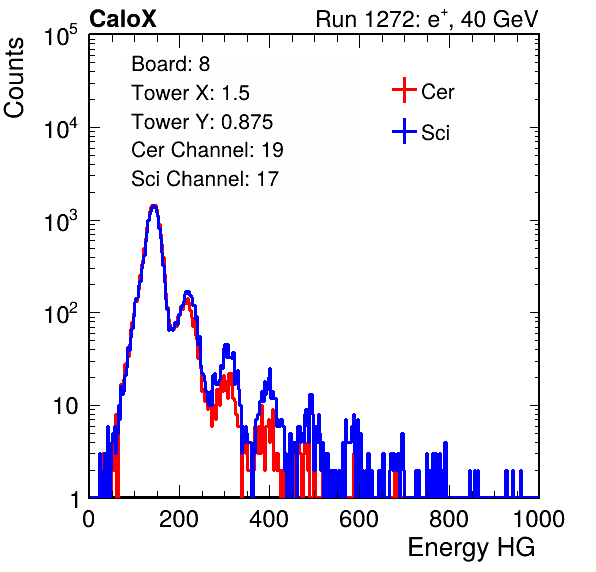 CaloX Run 1272: e⁺, 40 GeV
Board: 8
Tower X: 1.5
Tower Y: 0.875
Cer Channel: 19
Sci Channel: 17
Cer
Sci
Counts
10⁵
10⁴
10³
10²
10
1
0 200 400 600 800 1000
Energy HG